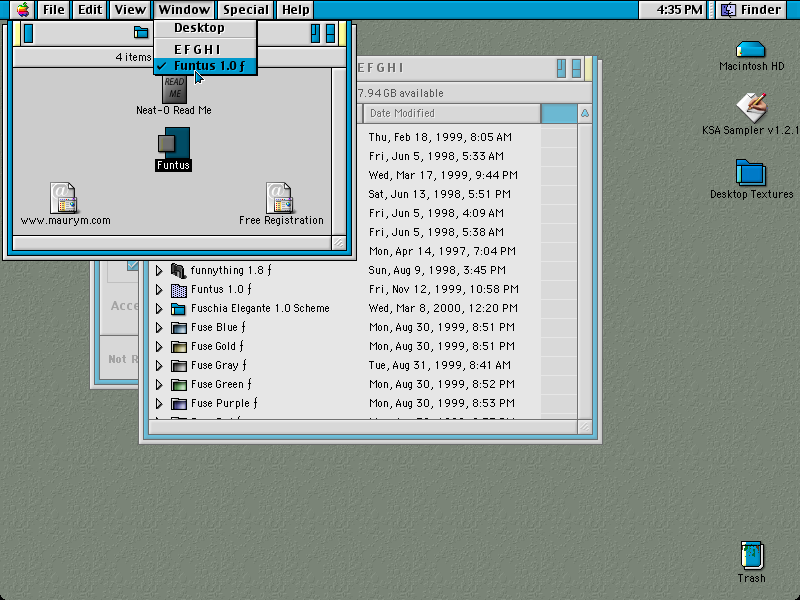 File Edit View Window Special Help 4:35 PM Finder
Desktop
E F G H I
✓ Funtus 1.0 ƒ
4 items
READ ME
Neat-O Read Me
Funtus
www.maurym.com
Free Registration
E F G H I
7.94 GB available
Date Modified
Thu, Feb 18, 1999, 8:05 AM
Fri, Jun 5, 1998, 5:33 AM
Wed, Mar 17, 1999, 9:44 PM
Sat, Jun 13, 1998, 5:51 PM
Fri, Jun 5, 1998, 4:09 AM
Fri, Jun 5, 1998, 5:38 AM
Mon, Apr 14, 1997, 7:04 PM
funnything 1.8 ƒ Sun, Aug 9, 1998, 3:45 PM
Funtus 1.0 ƒ Fri, Nov 12, 1999, 10:58 PM
Fuschia Elegante 1.0 Scheme Wed, Mar 8, 2000, 12:20 PM
Fuse Blue ƒ Mon, Aug 30, 1999, 8:51 PM
Fuse Gold ƒ Mon, Aug 30, 1999, 8:51 PM
Fuse Gray ƒ Tue, Aug 31, 1999, 8:41 AM
Fuse Green ƒ Mon, Aug 30, 1999, 8:52 PM
Fuse Purple ƒ Mon, Aug 30, 1999, 8:53 PM
Acce
Not R
Macintosh HD
KSA Sampler v1.2.1
Desktop Textures
Trash